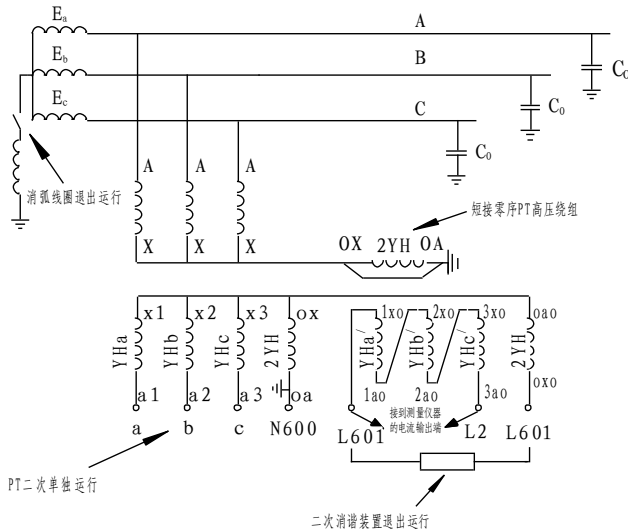 Ea
A
Eb
B
C0
Ec
C
C0
C0
A A A
消弧线圈退出运行
短接零序PT高压绕组
X X X
OX 2YH OA
x1 x2 x3 ox
1xo 2xo 3xo oao
YHa YHb YHc 2YH
YHa′ YHb′ YHc′ 2YH
a1 a2 a3 oa
1ao 2ao 3ao oxo
a b c N600
接到测量仪器
的电流输出端
L601 L2 L601
PT二次单独运行
二次消谐装置退出运行